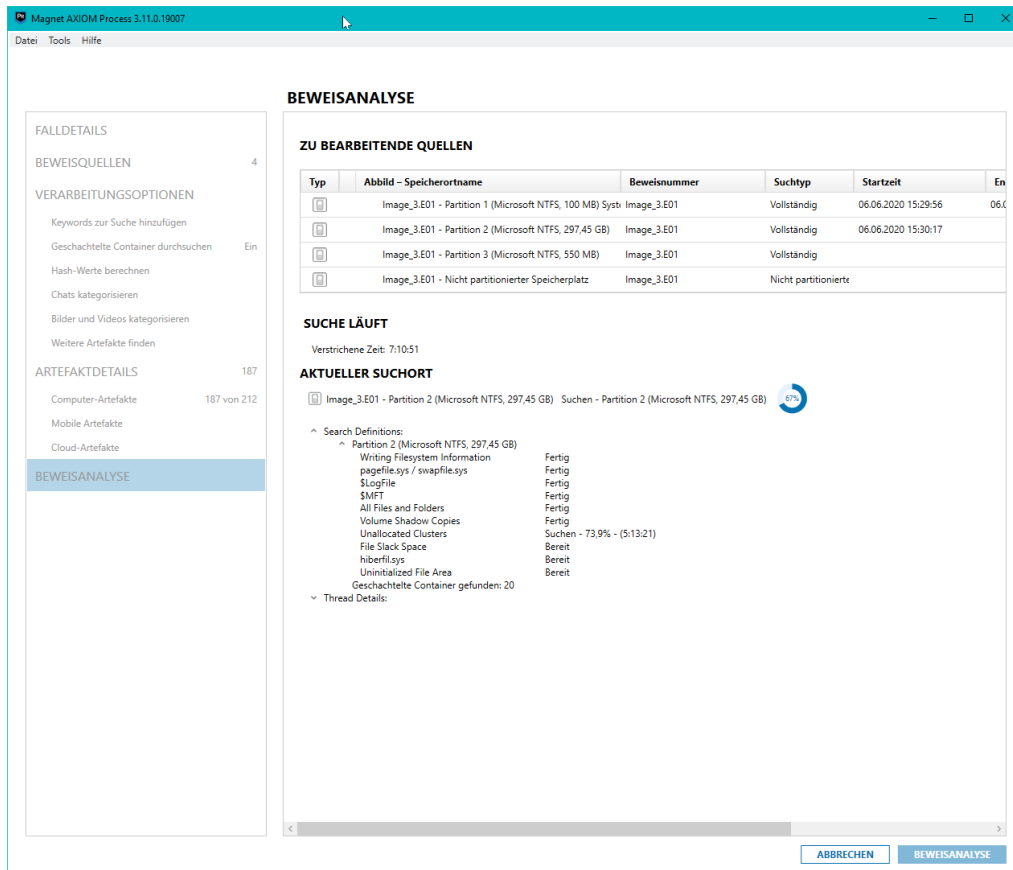 Magnet AXIOM Process 3.11.0.19007
Datei Tools Hilfe
BEWEISANALYSE
FALLDETAILS
BEWEISQUELLEN 4
VERARBEITUNGSOPTIONEN
Keywords zur Suche hinzufügen
Geschachtelte Container durchsuchen Ein
Hash-Werte berechnen
Chats kategorisieren
Bilder und Videos kategorisieren
Weitere Artefakte finden
ARTEFAKTDETAILS 187
Computer-Artefakte 187 von 212
Mobile Artefakte
Cloud-Artefakte
BEWEISANALYSE
ZU BEARBEITENDE QUELLEN
Typ Abbild – Speicherortname Beweisnummer Suchtyp Startzeit En
Image_3.E01 - Partition 1 (Microsoft NTFS, 100 MB) Syste Image_3.E01 Vollständig 06.06.2020 15:29:56 06.0
Image_3.E01 - Partition 2 (Microsoft NTFS, 297,45 GB) Image_3.E01 Vollständig 06.06.2020 15:30:17
Image_3.E01 - Partition 3 (Microsoft NTFS, 550 MB) Image_3.E01 Vollständig
Image_3.E01 - Nicht partitionierter Speicherplatz Image_3.E01 Nicht partitionierte
SUCHE LÄUFT
Verstrichene Zeit: 7:10:51
AKTUELLER SUCHORT
Image_3.E01 - Partition 2 (Microsoft NTFS, 297,45 GB) Suchen - Partition 2 (Microsoft NTFS, 297,45 GB) 67%
Search Definitions:
Partition 2 (Microsoft NTFS, 297,45 GB)
Writing Filesystem Information Fertig
pagefile.sys / swapfile.sys Fertig
$LogFile Fertig
$MFT Fertig
All Files and Folders Fertig
Volume Shadow Copies Fertig
Unallocated Clusters Suchen - 73,9% - (5:13:21)
File Slack Space Bereit
hiberfil.sys Bereit
Uninitialized File Area Bereit
Geschachtelte Container gefunden: 20
Thread Details:
ABBRECHEN BEWEISANALYSE